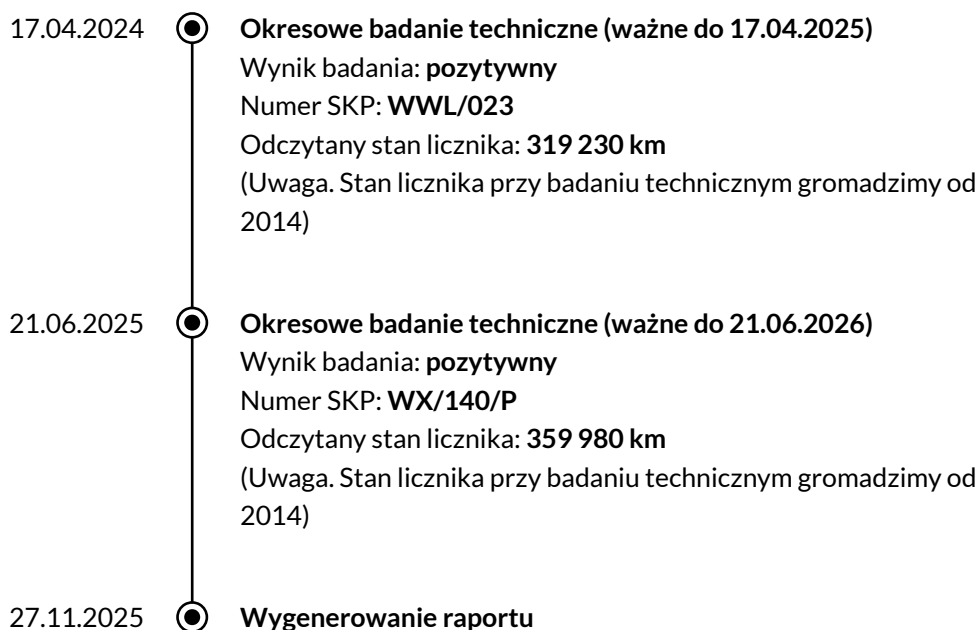 17.04.2024 Okresowe badanie techniczne (ważne do 17.04.2025)
Wynik badania: pozytywny
Numer SKP: WWL/023
Odczytany stan licznika: 319 230 km
(Uwaga. Stan licznika przy badaniu technicznym gromadzimy od
2014)
21.06.2025 Okresowe badanie techniczne (ważne do 21.06.2026)
Wynik badania: pozytywny
Numer SKP: WX/140/P
Odczytany stan licznika: 359 980 km
(Uwaga. Stan licznika przy badaniu technicznym gromadzimy od
2014)
27.11.2025 Wygenerowanie raportu